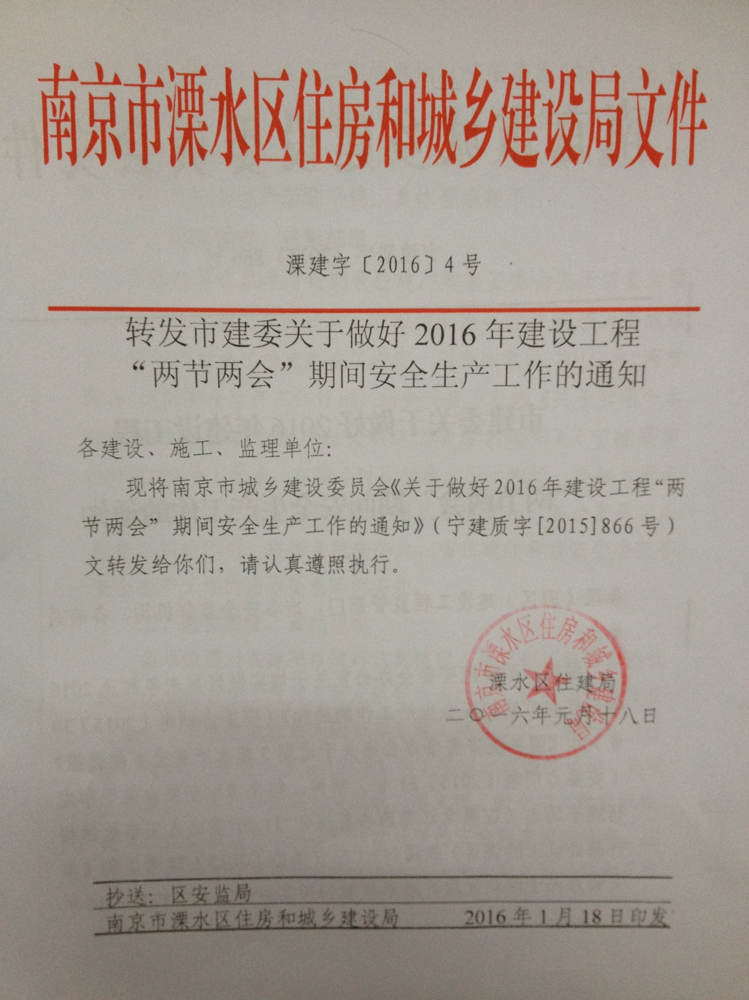 南京市溧水区住房和城乡建设局文件
溧建字〔2016〕4号
转发市建委关于做好2016年建设工程
“两节两会”期间安全生产工作的通知
各建设、施工、监理单位：
现将南京市城乡建设委员会《关于做好2016年建设工程“两
节两会”期间安全生产工作的通知》（宁建质字[2015]866号）
文转发给你们，请认真遵照执行。
南京市溧水区住房和城乡建设局
溧水区住建局
二〇一六年元月十八日
抄送：区安监局
南京市溧水区住房和城乡建设局 2016年1月18日印发